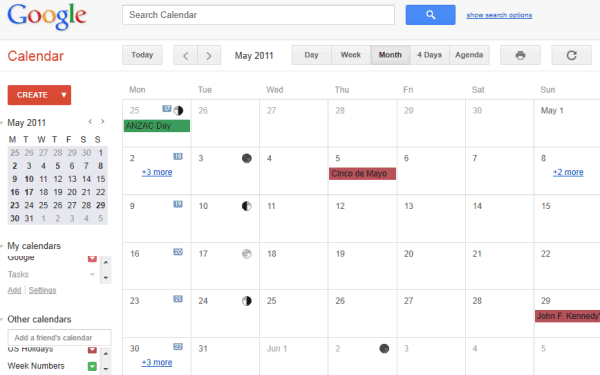 Google
Search Calendar
show search options
Calendar
Today
May 2011
Day Week Month 4 Days Agenda
CREATE
May 2011
M T W T F S S
25 26 27 28 29 30 1
2 3 4 5 6 7 8
9 10 11 12 13 14 15
16 17 18 19 20 21 22
23 24 25 26 27 28 29
30 31 1 2 3 4 5
My calendars
Google
Tasks
Add Settings
Other calendars
Add a friend's calendar
US Holidays
Week Numbers
Mon Tue Wed Thu Fri Sat Sun
25 17 26 27 28 29 30 May 1
ANZAC Day
2 18 3 4 5 6 7 8
+3 more Cinco de Mayo +2 more
9 19 10 11 12 13 14 15
16 20 17 18 19 20 21 22
23 21 24 25 26 27 28 29
John F. Kennedy'
30 22 31 Jun 1 2 3 4 5
+3 more